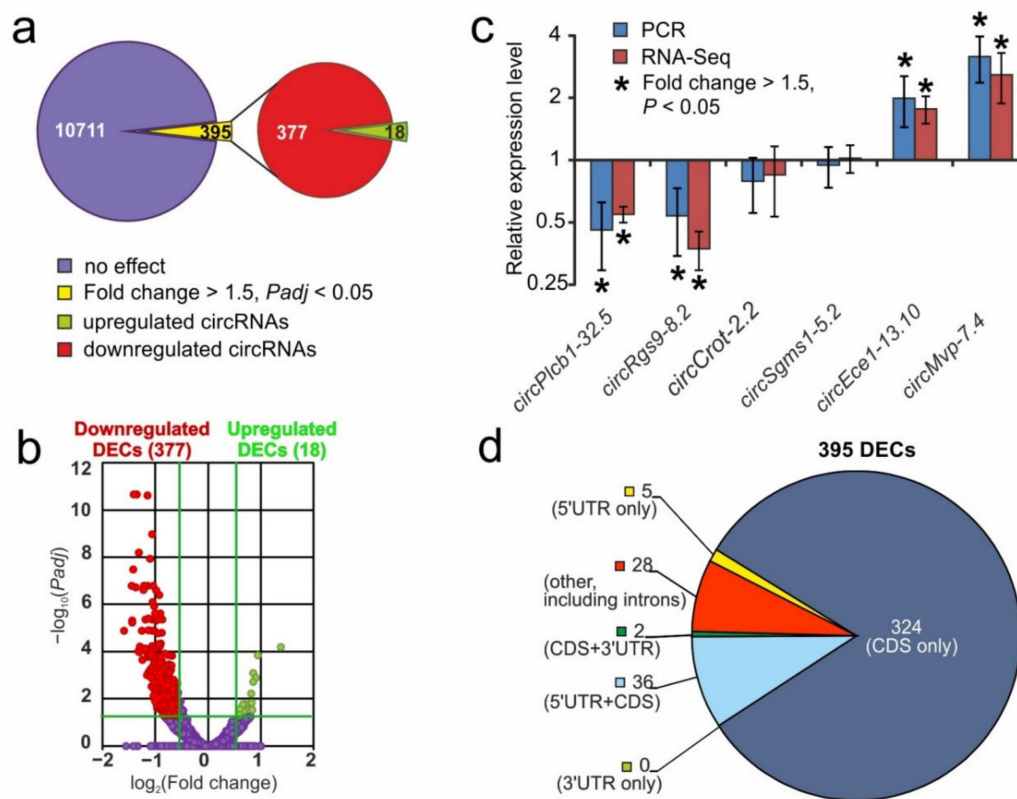 a
10711
395
377
18
no effect
Fold change > 1.5, Padj < 0.05
upregulated circRNAs
downregulated circRNAs
b
Downregulated
DECs (377)
Upregulated
DECs (18)
12
10
8
6
4
2
0
−log₁₀(Padj)
−2
−1
0
1
2
log₂(Fold change)
c
PCR
RNA-Seq
* Fold change > 1.5,
P < 0.05
Relative expression level
4
2
1
0.5
0.25
*
*
*
*
*
*
*
*
circPlcb1-32.5
circRgs9-8.2
circCrot-2.2
circSgms1-5.2
circEce1-13.10
circMvp-7.4
d
395 DECs
5
(5'UTR only)
28
(other,
including introns)
2
(CDS+3'UTR)
36
(5'UTR+CDS)
0
(3'UTR only)
324
(CDS only)